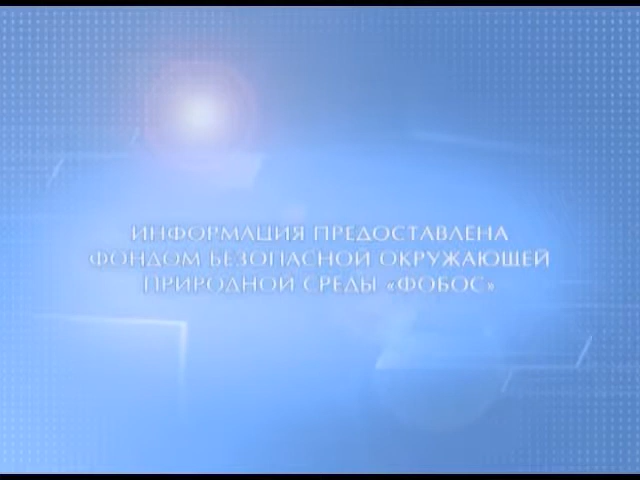 ИНФОРМАЦИЯ ПРЕДОСТАВЛЕНА
ФОНДОМ БЕЗОПАСНОЙ ОКРУЖАЮЩЕЙ
ПРИРОДНОЙ СРЕДЫ «ФОБОС»